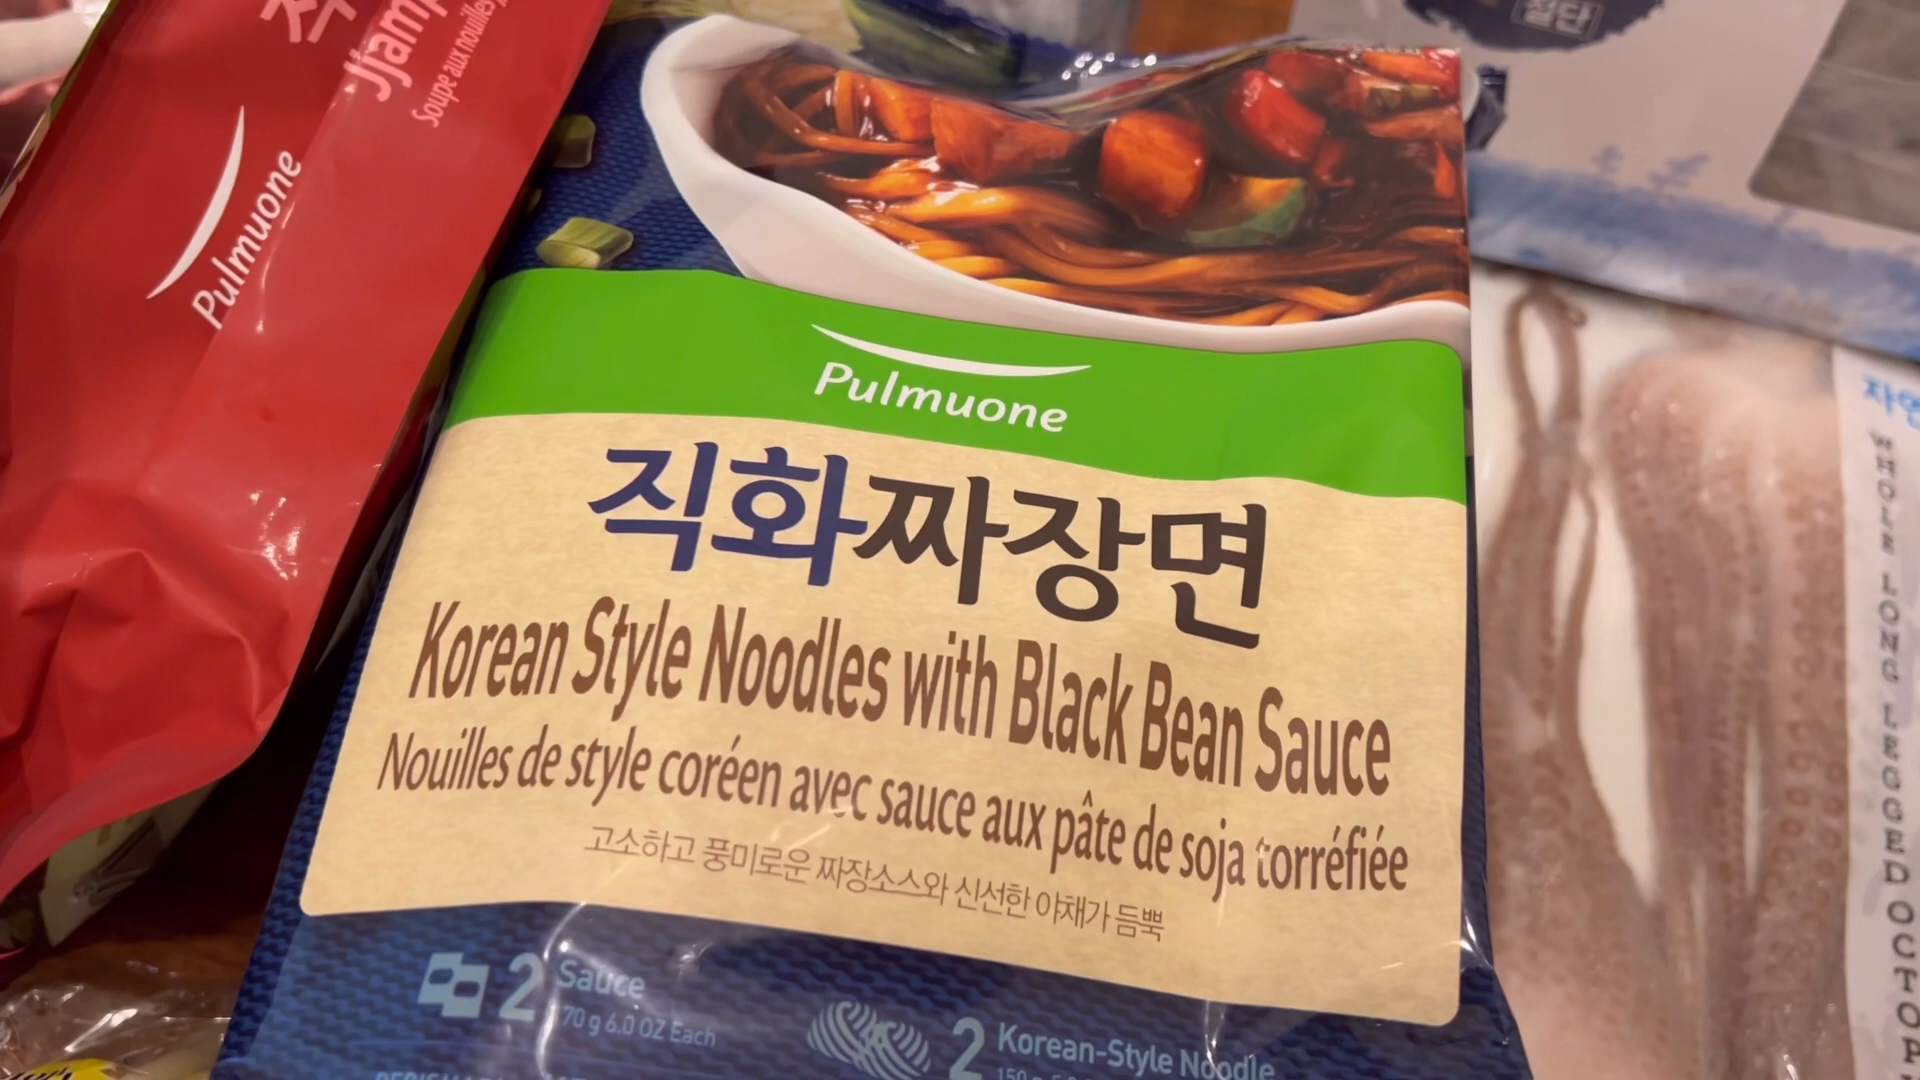 Pulmuone
Soupe aux nouilles
Pulmuone
직화짜장면
Korean Style Noodles with Black Bean Sauce
Nouilles de style coréen avec sauce aux pâte de soja torréfiée
고소하고 풍미로운 짜장소스와 신선한 야채가 듬뿍
2 Sauce
170 g 6.0 OZ Each
2 Korean-Style Noodle
절단
WHOLE LONG LEGGED